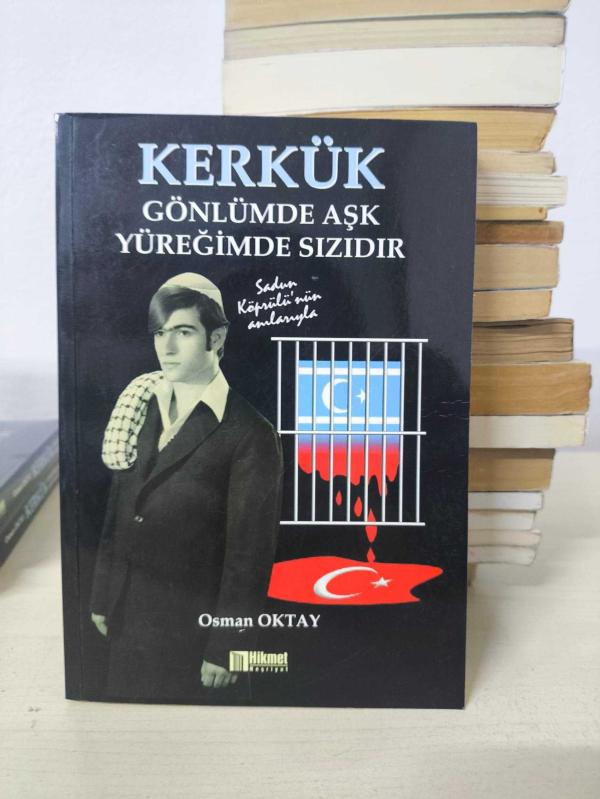 KERKÜK
GÖNLÜMDE AŞK
YÜREĞİMDE SIZIDIR
Sadun
Köprülü'nün
anılarıyla
Osman OKTAY
Hikmet
Neşriyat